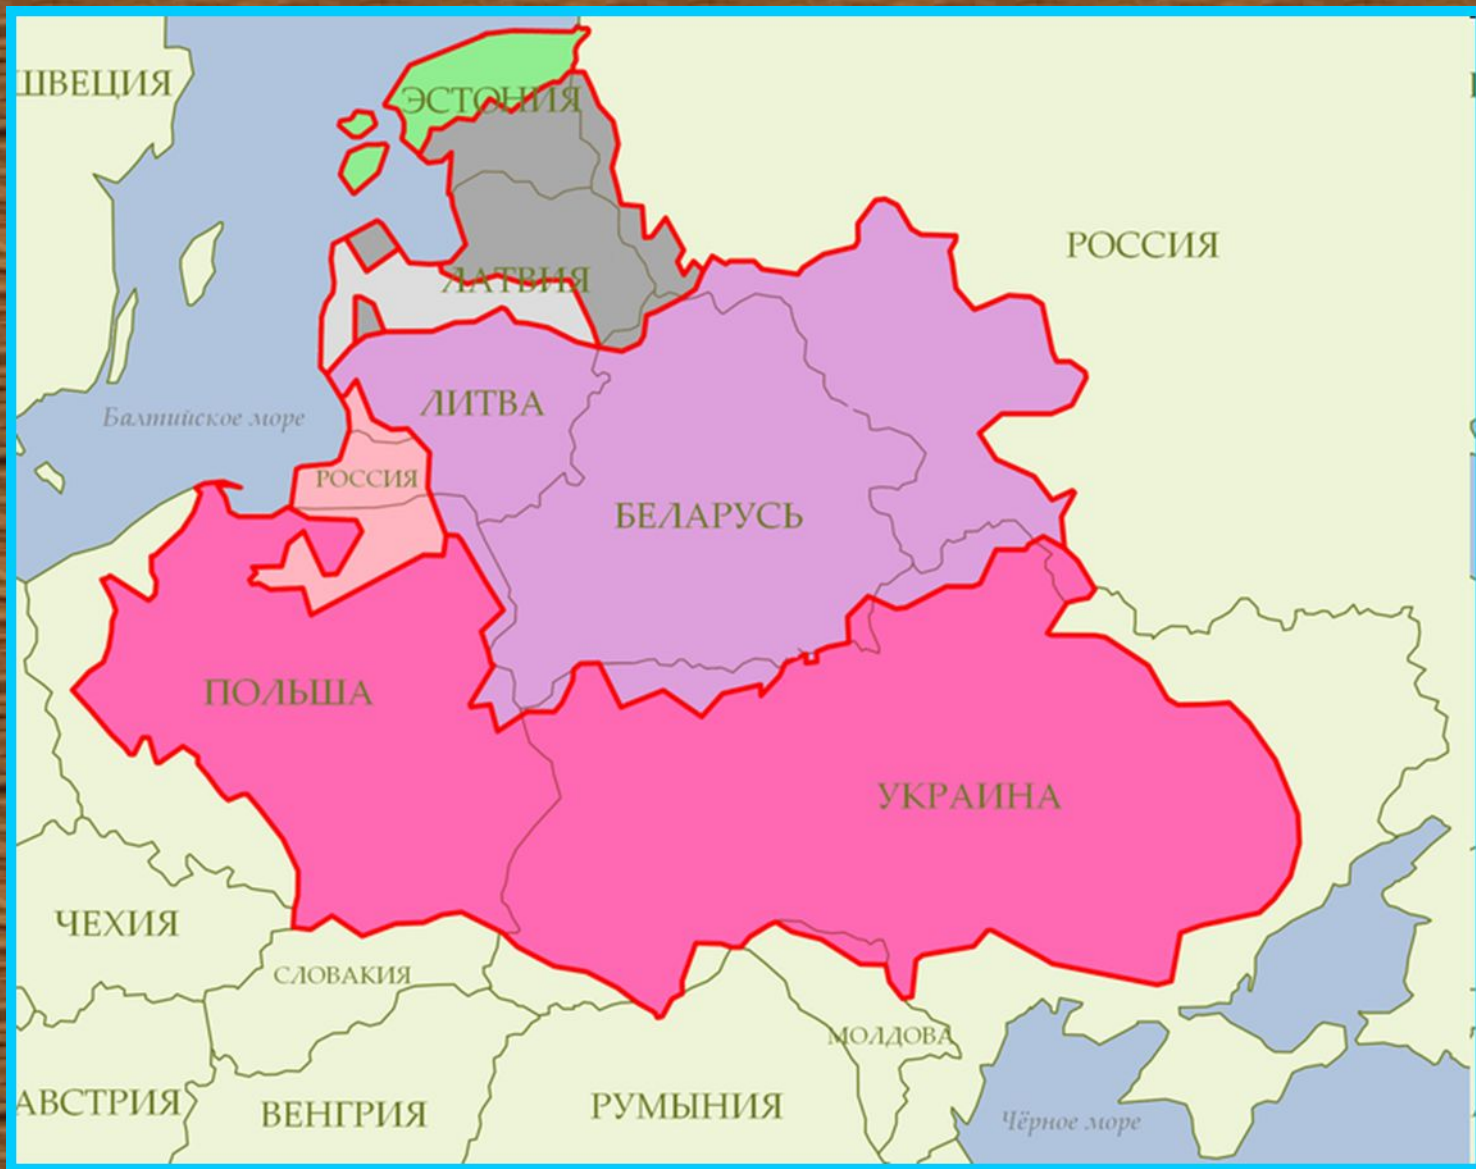 ШВЕЦИЯ
ЭСТОНИЯ
РОССИЯ
ЛАТВИЯ
Балтийское море
ЛИТВА
РОССИЯ
БЕЛАРУСЬ
ПОЛЬША
УКРАИНА
ЧЕХИЯ
СЛОВАКИЯ
МОЛДОВА
АВСТРИЯ
ВЕНГРИЯ
РУМЫНИЯ
Чёрное море